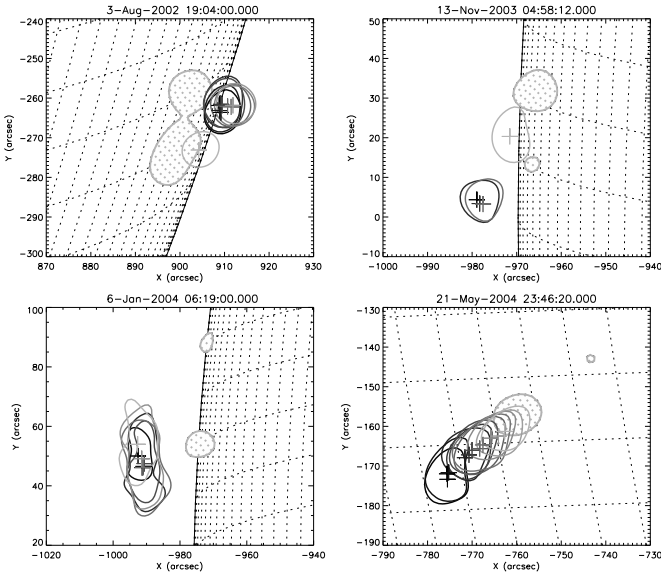 3-Aug-2002 19:04:00.000
-240
-250
-260
-270
-280
-290
-300
Y (arcsec)
870 880 890 900 910 920 930
X (arcsec)
13-Nov-2003 04:58:12.000
50
40
30
20
10
0
-10
Y (arcsec)
-1000 -990 -980 -970 -960 -950 -940
X (arcsec)
6-Jan-2004 06:19:00.000
100
80
60
40
20
Y (arcsec)
-1020 -1000 -980 -960 -940
X (arcsec)
21-May-2004 23:46:20.000
-130
-140
-150
-160
-170
-180
-190
Y (arcsec)
-790 -780 -770 -760 -750 -740 -730
X (arcsec)